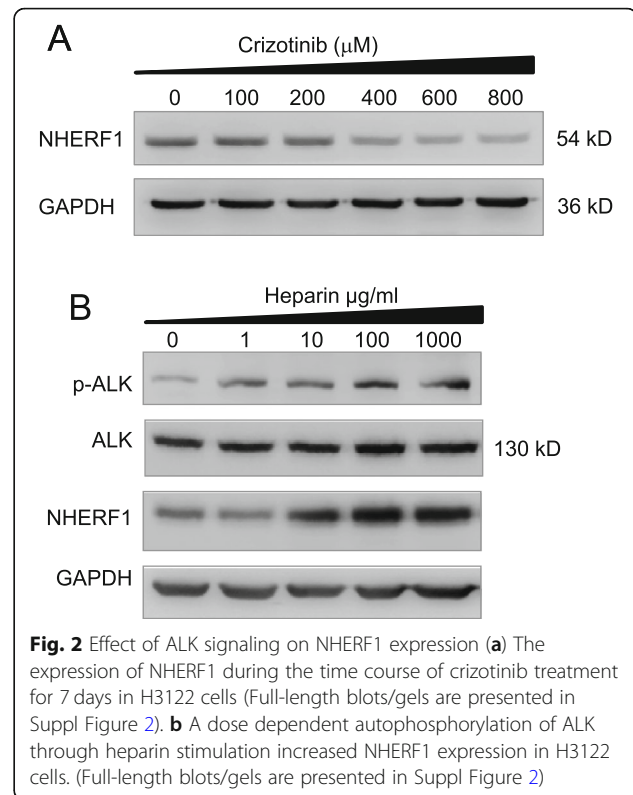 A
Crizotinib (μM)
0 100 200 400 600 800
NHERF1 54 kD
GAPDH 36 kD
B
Heparin μg/ml
0 1 10 100 1000
p-ALK
ALK 130 kD
NHERF1
GAPDH
Fig. 2 Effect of ALK signaling on NHERF1 expression (a) The
expression of NHERF1 during the time course of crizotinib treatment
for 7 days in H3122 cells (Full-length blots/gels are presented in
Suppl Figure 2). b A dose dependent autophosphorylation of ALK
through heparin stimulation increased NHERF1 expression in H3122
cells. (Full-length blots/gels are presented in Suppl Figure 2)